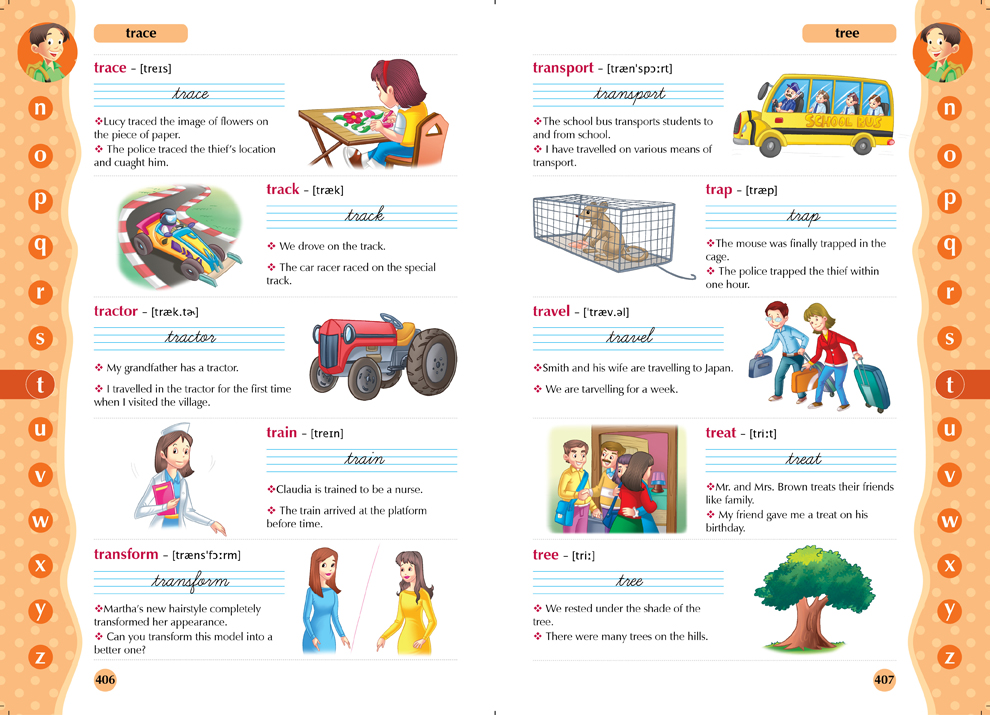 trace
trace – [treɪs]
trace
❖Lucy traced the image of flowers on
the piece of paper.
❖ The police traced the thief's location
and cuaght him.
track – [træk]
track
❖ We drove on the track.
❖ The car racer raced on the special
track.
tractor – [træk.tɚ]
tractor
❖ My grandfather has a tractor.
❖ I travelled in the tractor for the first time
when I visited the village.
train – [treɪn]
train
❖Claudia is trained to be a nurse.
❖ The train arrived at the platform
before time.
transform – [træns'fɔːrm]
transform
❖Martha's new hairstyle completely
transformed her appearance.
❖ Can you transform this model into a
better one?
406
n
o
p
q
r
s
t
u
v
w
x
y
z
tree
transport – [træn'spɔːrt]
transport
❖The school bus transports students to
and from school.
❖ I have travelled on various means of
transport.
SCHOOL BUS
trap – [træp]
trap
❖The mouse was finally trapped in the
cage.
❖ The police trapped the thief within
one hour.
travel – ['træv.əl]
travel
❖Smith and his wife are travelling to Japan.
❖ We are tarvelling for a week.
treat – [triːt]
treat
❖Mr. and Mrs. Brown treats their friends
like family.
❖ My friend gave me a treat on his
birthday.
tree – [triː]
tree
❖ We rested under the shade of the
tree.
❖ There were many trees on the hills.
407
n
o
p
q
r
s
t
u
v
w
x
y
z